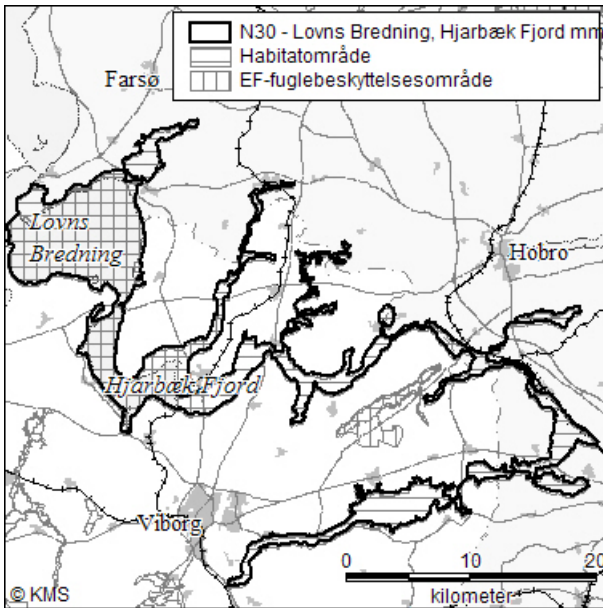 N30 - Lovns Bredning, Hjarbæk Fjord mm
Habitatområde
EF-fuglebeskyttelsesområde
Farsø
Lovns
Bredning
Hobro
Hjarbæk Fjord
Viborg
0 10 20
kilometer
© KMS